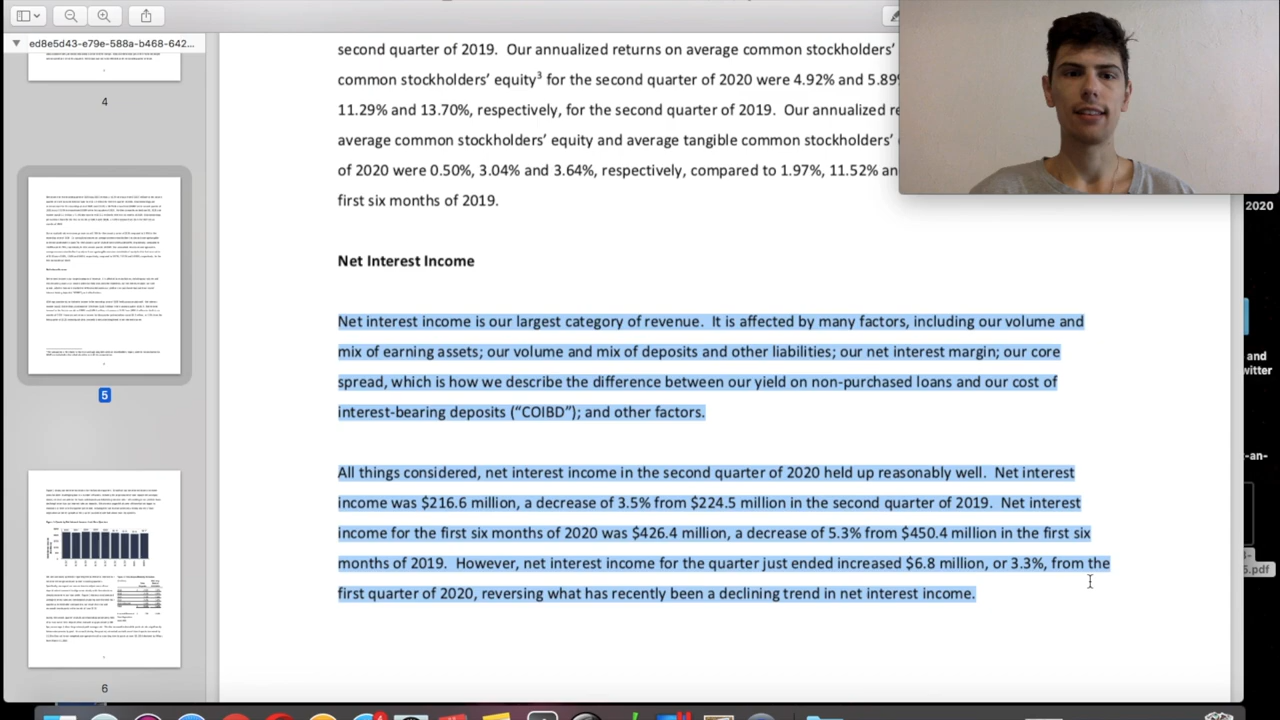 ed8e5d43-e79e-588a-b468-642...
4
5
6
second quarter of 2019. Our annualized returns on average common stockholders'
common stockholders' equity³ for the second quarter of 2020 were 4.92% and 5.89
11.29% and 13.70%, respectively, for the second quarter of 2019. Our annualized re
average common stockholders' equity and average tangible common stockholders'
of 2020 were 0.50%, 3.04% and 3.64%, respectively, compared to 1.97%, 11.52% an
first six months of 2019.
Net Interest Income
Net interest income is our largest category of revenue. It is affected by many factors, including our volume and
mix of earning assets; our volume and mix of deposits and other liabilities; our net interest margin; our core
spread, which is how we describe the difference between our yield on non-purchased loans and our cost of
interest-bearing deposits ("COIBD"); and other factors.
All things considered, net interest income in the second quarter of 2020 held up reasonably well. Net interest
income was $216.6 million, a decrease of 3.5% from $224.5 million in the second quarter of 2019. Net interest
income for the first six months of 2020 was $426.4 million, a decrease of 5.3% from $450.4 million in the first six
months of 2019. However, net interest income for the quarter just ended increased $6.8 million, or 3.3%, from the
first quarter of 2020, reversing what has recently been a declining trend in net interest income.
2020
and
witter
-an-
5.pdf